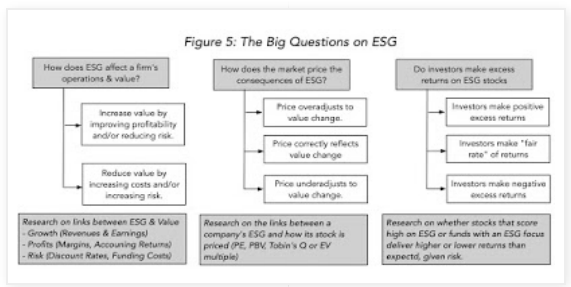 Figure 5: The Big Questions on ESG
How does ESG affect a firm's
operations & value?
Increase value by
improving profitability
and/or reducing risk.
Reduce value by
increasing costs and/or
increasing risk.
Research on links between ESG & Value
- Growth (Revenues & Earnings)
- Profits (Margins, Accouning Returns)
- Risk (Discount Rates, Funding Costs)
How does the market price the
consequences of ESG?
Price overadjusts to
value change.
Price correctly reflects
value change
Price underadjusts to
value change.
Research on the links between a
company's ESG and how its stock is
priced (PE, PBV, Tobin's Q or EV
multiple)
Do investors make excess
returns on ESG stocks
Investors make positive
excess returns
Investors make "fair
rate" of returns
Investors make negative
excess returns
Research on whether stocks that score
high on ESG or funds with an ESG focus
deliver higher or lower returns than
expectd, given risk.